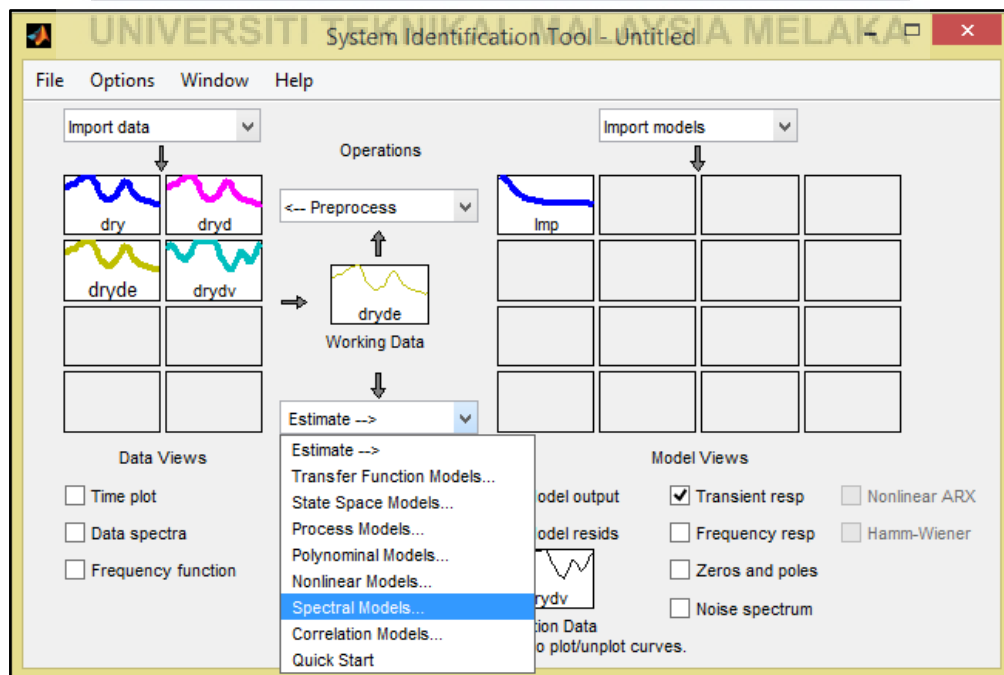 UNIVERSITI TEKNIKAL MALAYSIA MELAKA
System Identification Tool - Untitled
File Options Window Help
Import data
Import models
Operations
dry dryd
<-- Preprocess
Imp
dryde drydv
dryde
Working Data
Estimate -->
Data Views
Model Views
Estimate -->
Transfer Function Models...
State Space Models...
Process Models...
Polynominal Models...
Nonlinear Models...
Spectral Models...
Correlation Models...
Quick Start
Time plot
Data spectra
Frequency function
odel output
Transient resp
Nonlinear ARX
odel resids
Frequency resp
Hamm-Wiener
Zeros and poles
rydv
Noise spectrum
tion Data
o plot/unplot curves.